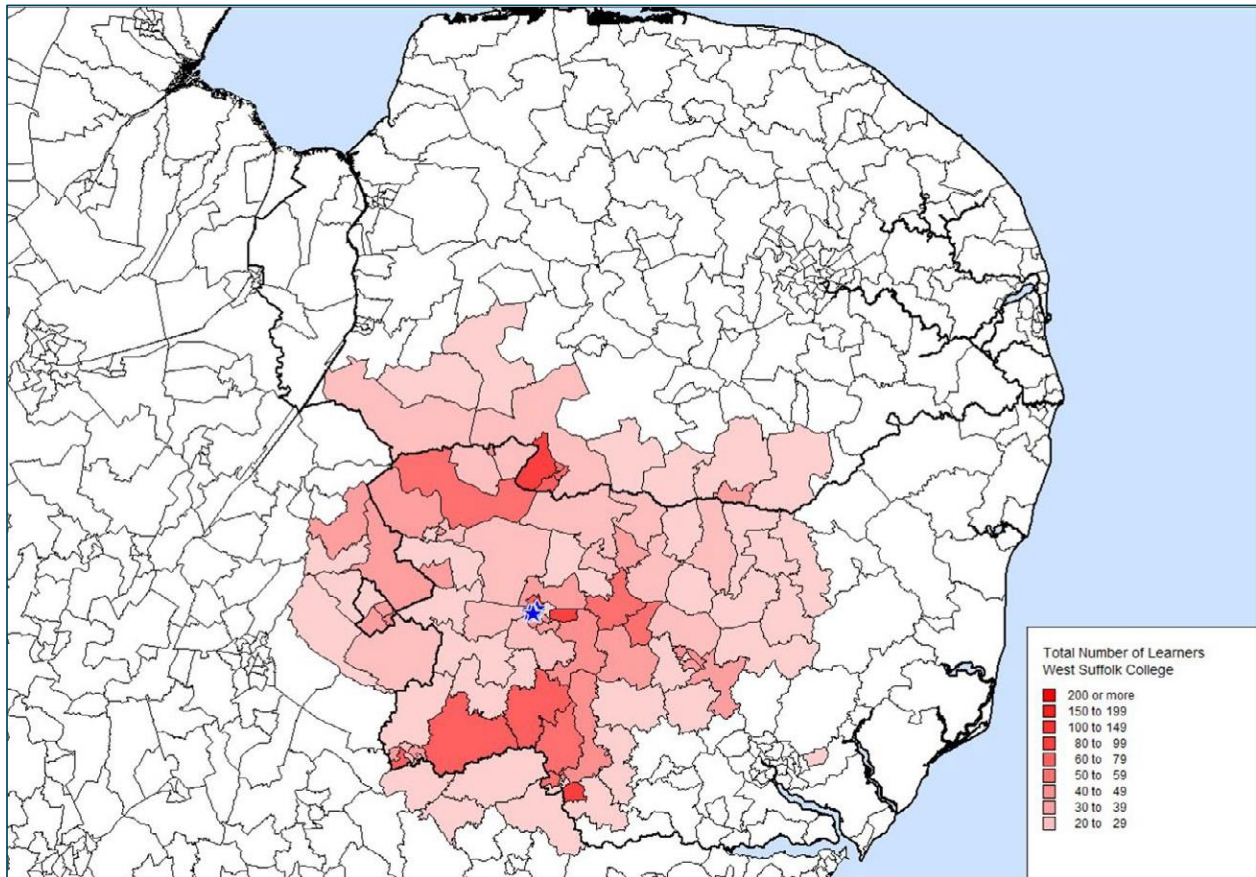 Total Number of Learners
West Suffolk College
200 or more
150 to 199
100 to 149
80 to 99
60 to 79
50 to 59
40 to 49
30 to 39
20 to 29